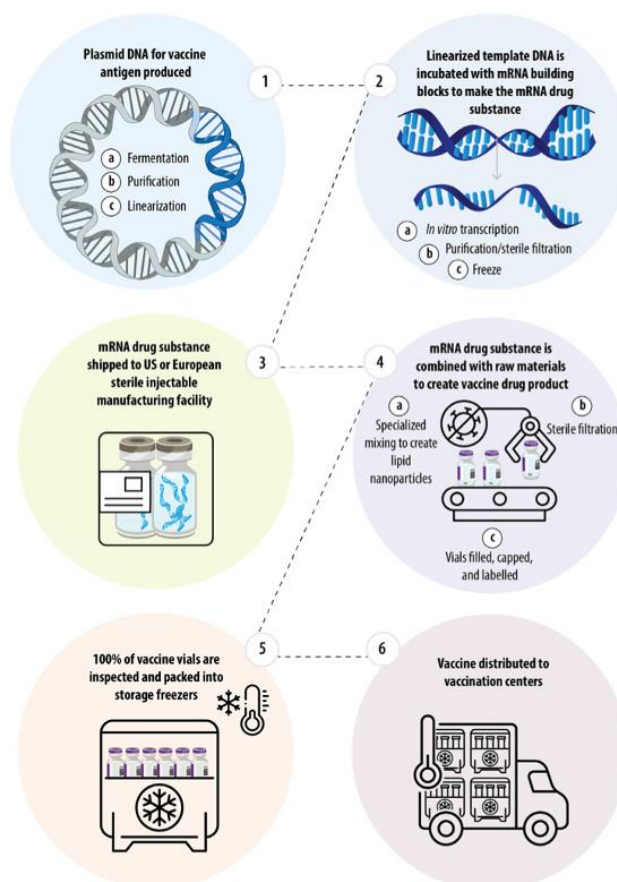 Plasmid DNA for vaccine
antigen produced
1
a Fermentation
b Purification
c Linearization
2
Linearized template DNA is
incubated with mRNA building
blocks to make the mRNA drug
substance
a In vitro transcription
b Purification/sterile filtration
c Freeze
3
mRNA drug substance
shipped to US or European
sterile injectable
manufacturing facility
4
mRNA drug substance is
combined with raw materials
to create vaccine drug product
a
Specialized
mixing to create
lipid
nanoparticles
b
Sterile filtration
c
Vials filled, capped,
and labelled
5
100% of vaccine vials are
inspected and packed into
storage freezers
6
Vaccine distributed to
vaccination centers